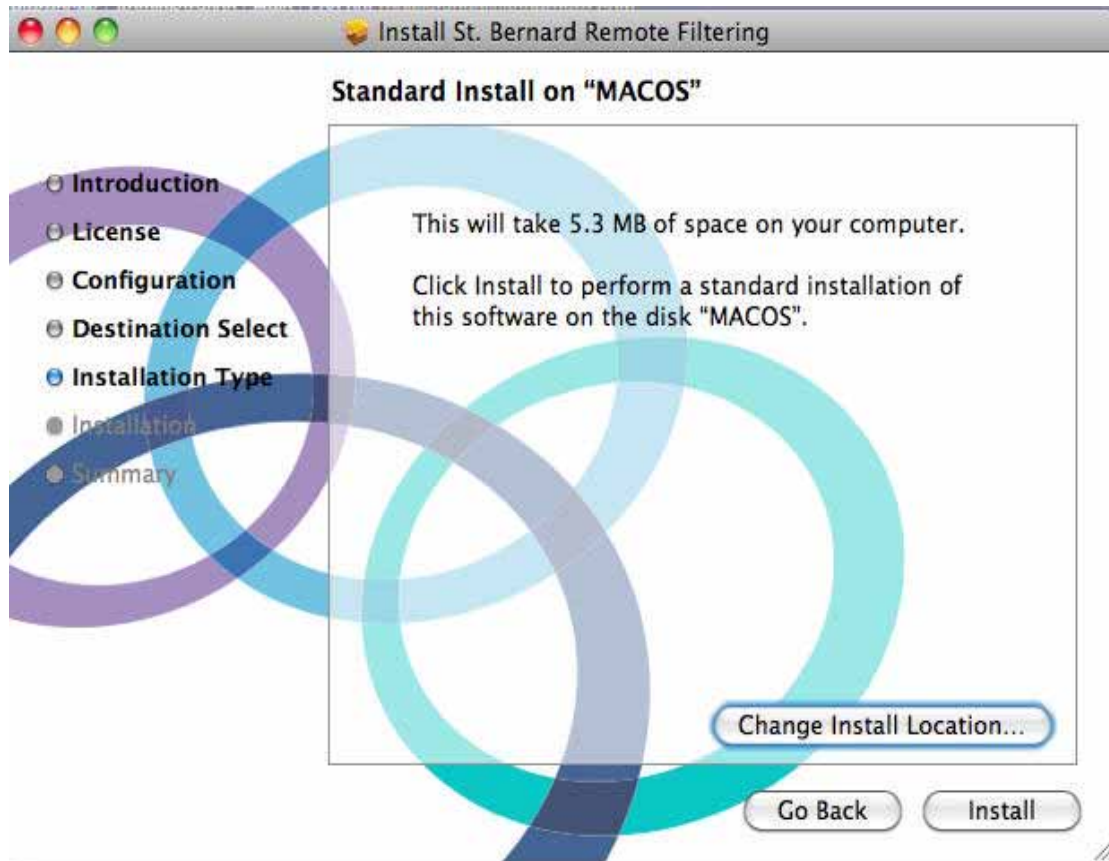 Install St. Bernard Remote Filtering
Standard Install on “MACOS”
Introduction
License
Configuration
Destination Select
Installation Type
Installation
Summary
This will take 5.3 MB of space on your computer.
Click Install to perform a standard installation of
this software on the disk “MACOS”.
Change Install Location...
Go Back
Install